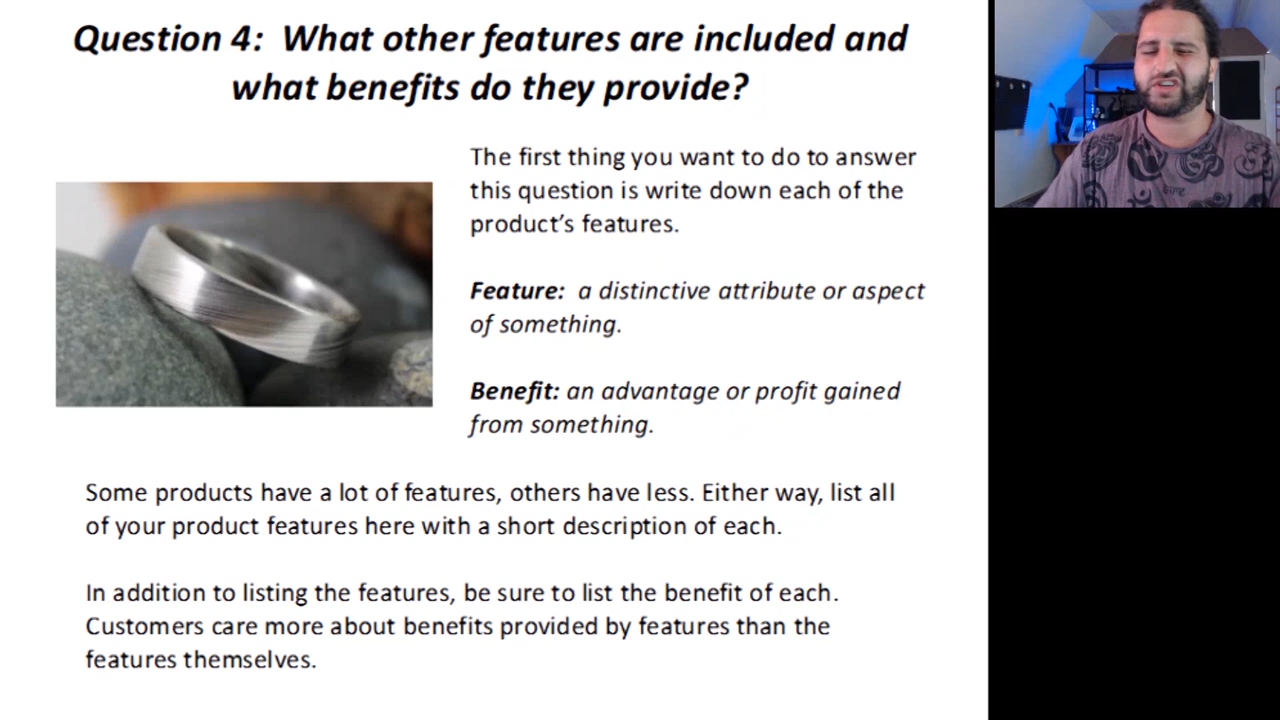 Question 4:  What other features are included and
what benefits do they provide?
The first thing you want to do to answer
this question is write down each of the
product’s features.
Feature:  a distinctive attribute or aspect
of something.
Benefit: an advantage or profit gained
from something.
Some products have a lot of features, others have less. Either way, list all
of your product features here with a short description of each.
In addition to listing the features, be sure to list the benefit of each.
Customers care more about benefits provided by features than the
features themselves.